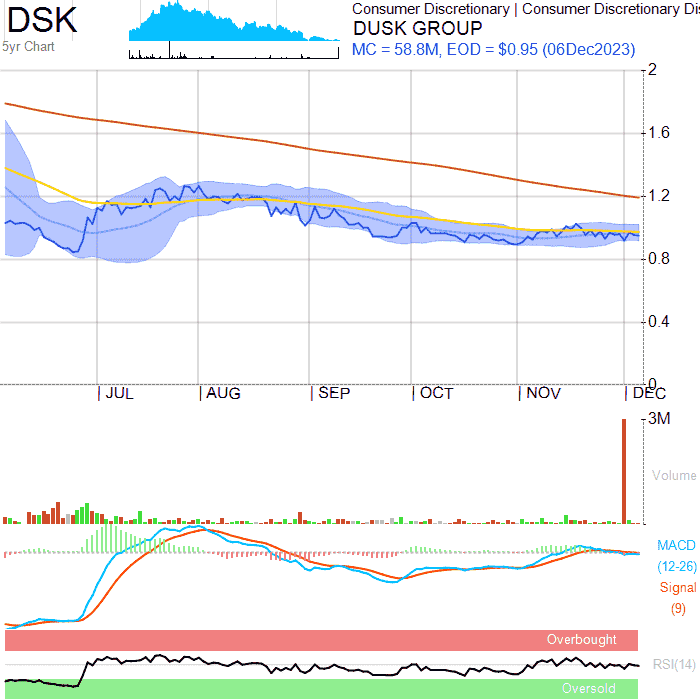 DSK
5yr Chart
Consumer Discretionary | Consumer Discretionary Dis
DUSK GROUP
MC = 58.8M, EOD = $0.95 (06Dec2023)
2
1.6
1.2
0.8
0.4
0
JUL AUG SEP OCT NOV DEC
3M
Volume
MACD
(12-26)
Signal
(9)
Overbought
RSI(14)
Oversold